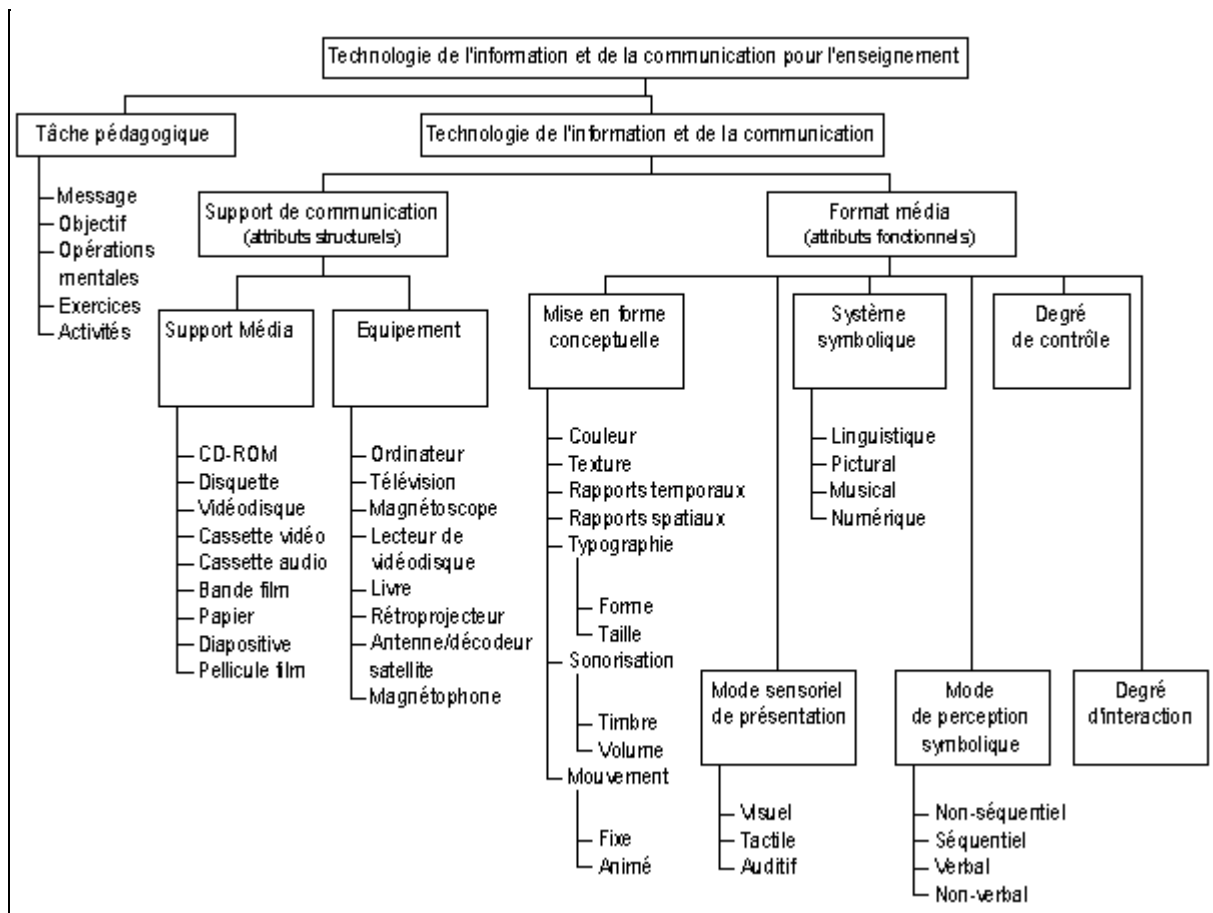 Technologie de l'information et de la communication pour l'enseignement
Tâche pédagogique
Message
Objectif
Opérations
mentales
Exercices
Activités
Technologie de l'information et de la communication
Support de communication
(attributs structurels)
Support Média
CD-ROM
Disquette
Vidéodisque
Cassette vidéo
Cassette audio
Bande film
Papier
Diapositive
Pellicule film
Equipement
Ordinateur
Télévision
Magnétoscope
Lecteur de
vidéodisque
Livre
Rétroprojecteur
Antenne/décodeur
satellite
Magnétophone
Format média
(attributs fonctionnels)
Mise en forme
conceptuelle
Couleur
Texture
Rapports temporaux
Rapports spatiaux
Typographie
Forme
Taille
Sonorisation
Timbre
Volume
Mouvement
Fixe
Animé
Mode sensoriel
de présentation
Visuel
Tactile
Auditif
Système
symbolique
Linguistique
Pictural
Musical
Numérique
Mode
de perception
symbolique
Non-séquentiel
Séquentiel
Verbal
Non-verbal
Degré
de contrôle
Degré
d'interaction